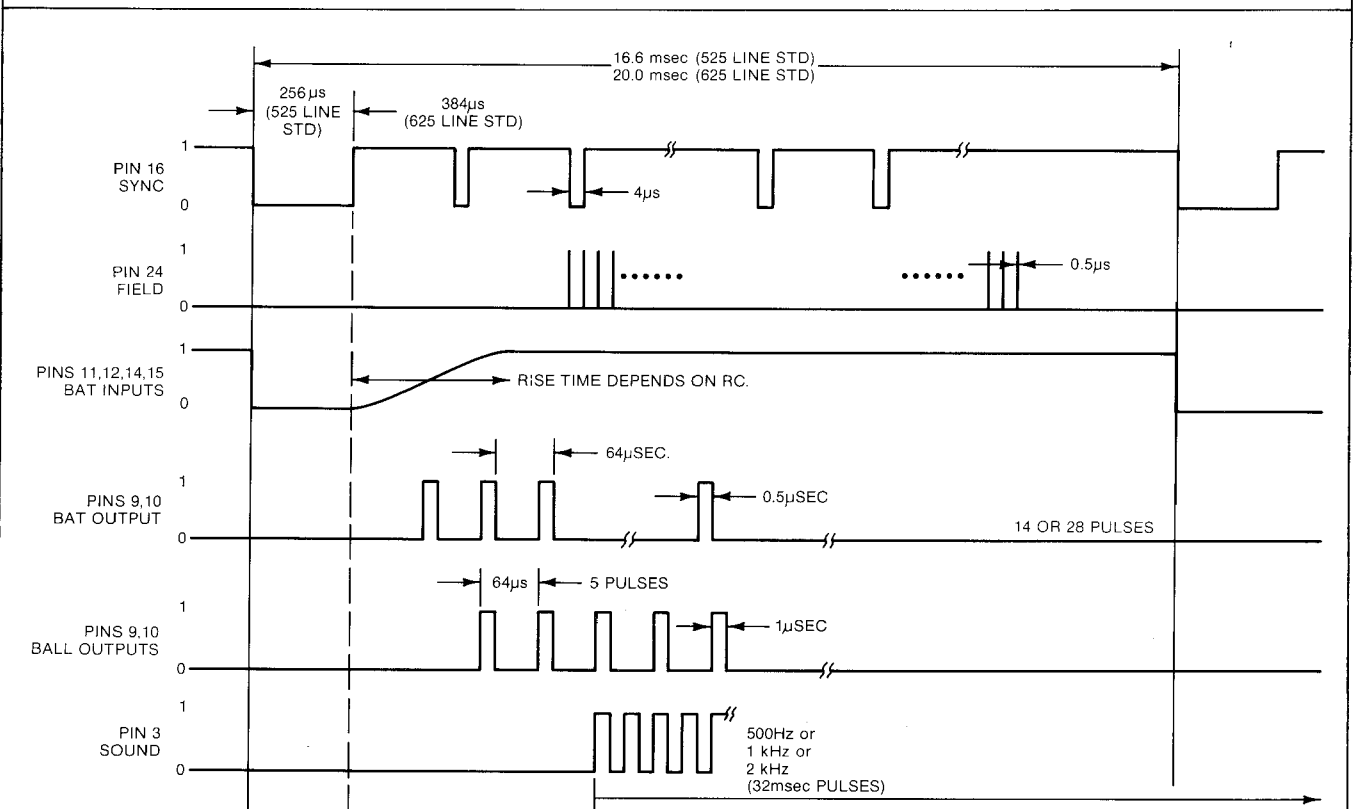 16.6 msec (525 LINE STD)
20.0 msec (625 LINE STD)
256µs
(525 LINE
STD)
384µs
(625 LINE STD)
1
PIN 16
SYNC
0
4µs
1
PIN 24
FIELD
0
0.5µs
1
PINS 11,12,14,15
BAT INPUTS
0
RISE TIME DEPENDS ON RC.
64µSEC.
1
PINS 9,10
BAT OUTPUT
0
0.5µSEC
14 OR 28 PULSES
64µs
5 PULSES
1
PINS 9,10
BALL OUTPUTS
0
1µSEC
1
PIN 3
SOUND
0
500Hz or
1 kHz or
2 kHz
(32msec PULSES)